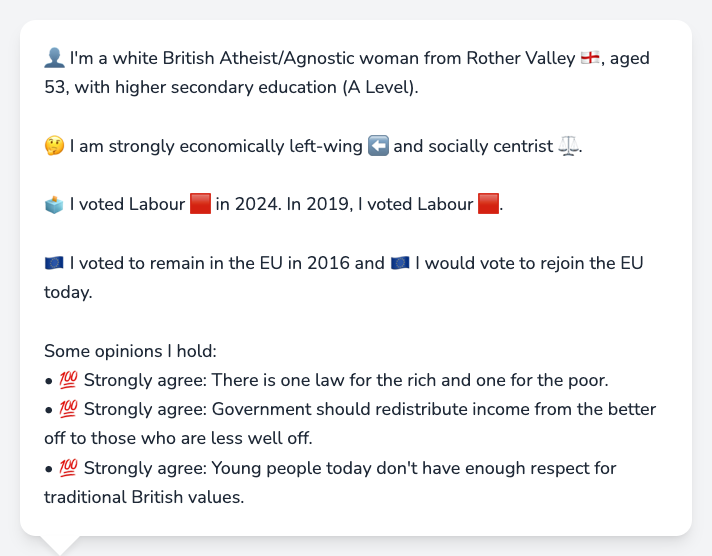 👤 I'm a white British Atheist/Agnostic woman from Rother Valley 🏴󠁧󠁢󠁥󠁮󠁧󠁿, aged
53, with higher secondary education (A Level).
🤔 I am strongly economically left-wing ⬅️ and socially centrist ⚖️.
🗳️ I voted Labour 🟥 in 2024. In 2019, I voted Labour 🟥.
🇪🇺 I voted to remain in the EU in 2016 and 🇪🇺 I would vote to rejoin the EU
today.
Some opinions I hold:
• 💯 Strongly agree: There is one law for the rich and one for the poor.
• 💯 Strongly agree: Government should redistribute income from the better
off to those who are less well off.
• 💯 Strongly agree: Young people today don't have enough respect for
traditional British values.